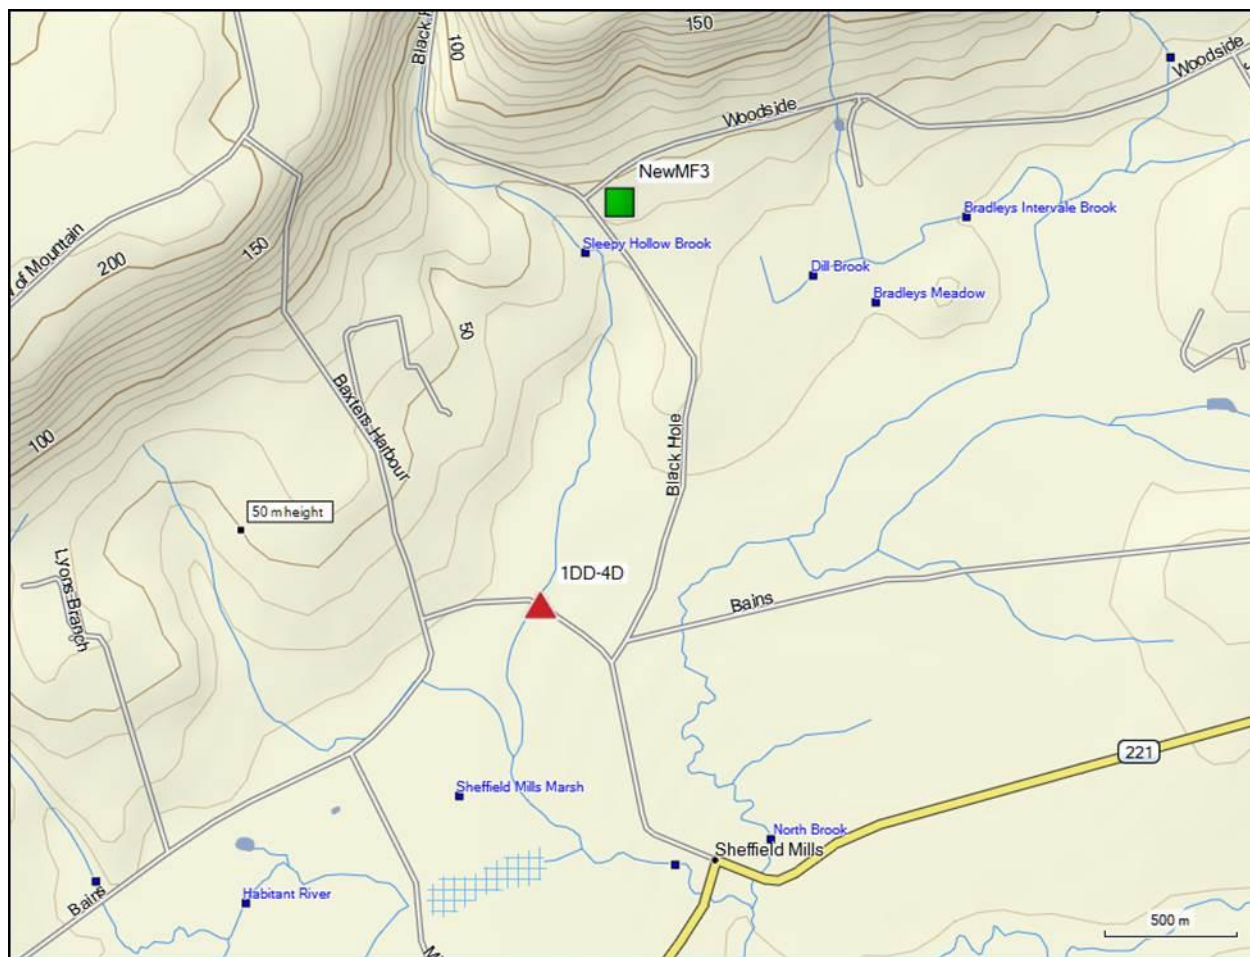 150
Black H
100
Woodside
Woodside
NewMF3
Bradleys Intervale Brook
of Mountain
200
150
Sleepy Hollow Brook
Dill Brook
Bradleys Meadow
50
Baxters Harbour
100
Black Hole
50 m height
Lyons Branch
1DD-4D
Bains
221
Sheffield Mills Marsh
North Brook
Sheffield Mills
Bains
Habitant River
500 m